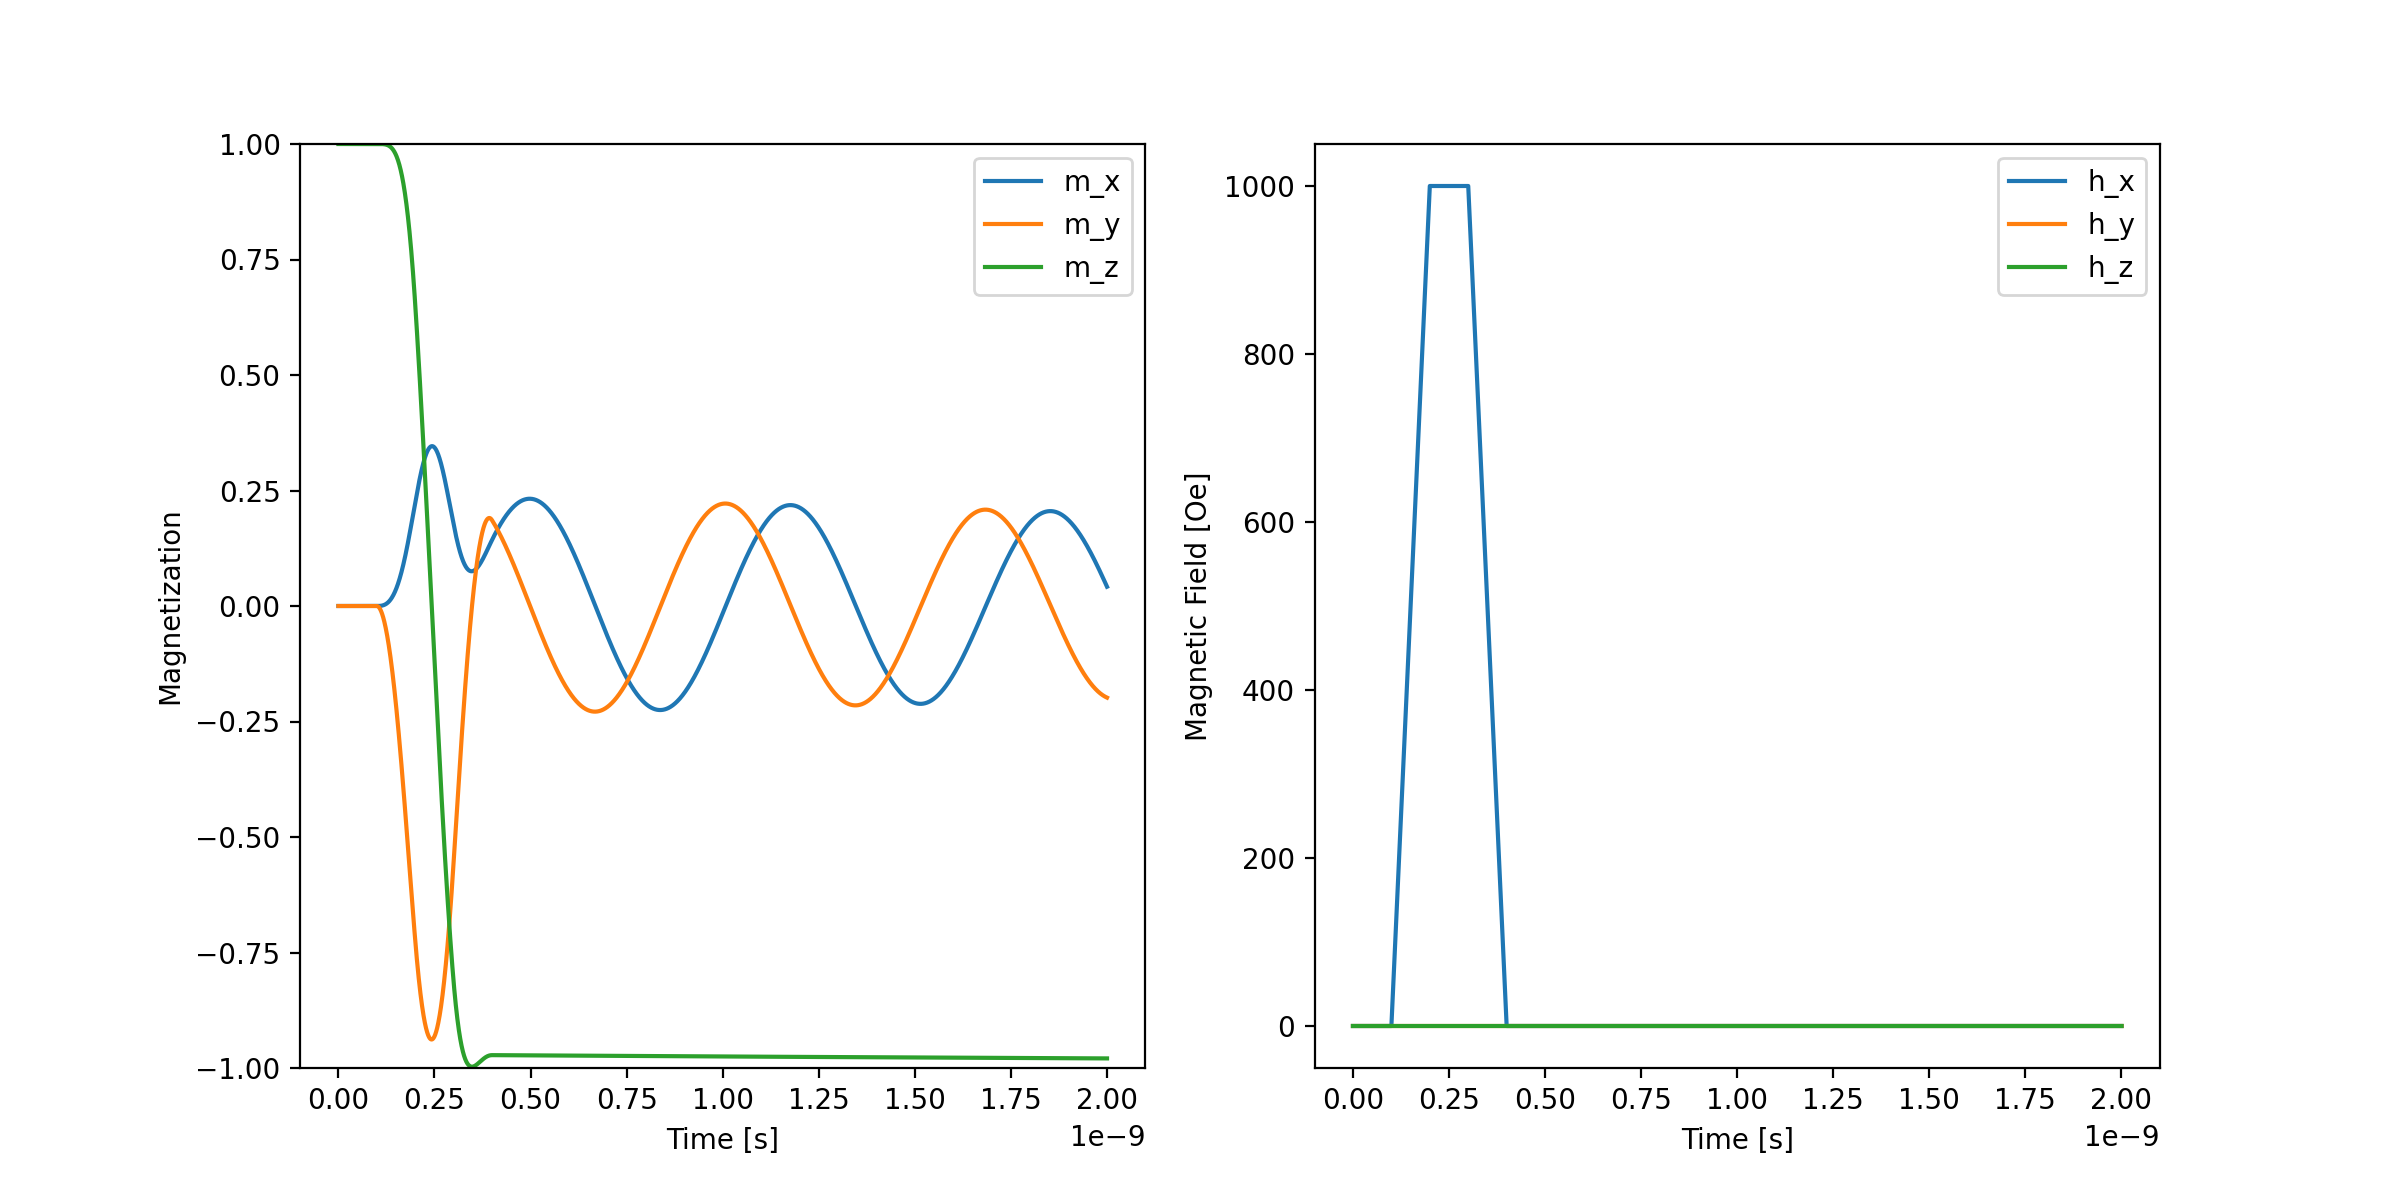 1.00
0.75
0.50
0.25
0.00
−0.25
−0.50
−0.75
−1.00
Magnetization
m_x
m_y
m_z
0.00 0.25 0.50 0.75 1.00 1.25 1.50 1.75 2.00
Time [s]
1e−9
1000
800
600
400
200
0
Magnetic Field [Oe]
h_x
h_y
h_z
0.00 0.25 0.50 0.75 1.00 1.25 1.50 1.75 2.00
Time [s]
1e−9